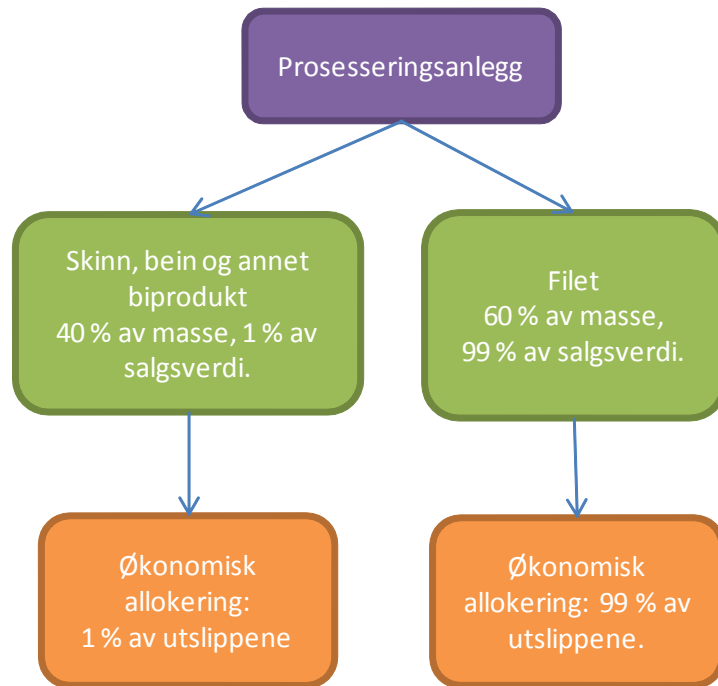 Prosesseringsanlegg
Skinn, bein og annet
biprodukt
40 % av masse, 1 % av
salgsverdi.
Filet
60 % av masse,
99 % av salgsverdi.
Økonomisk
allokering:
1 % av utslippene
Økonomisk
allokering: 99 % av
utslippene.